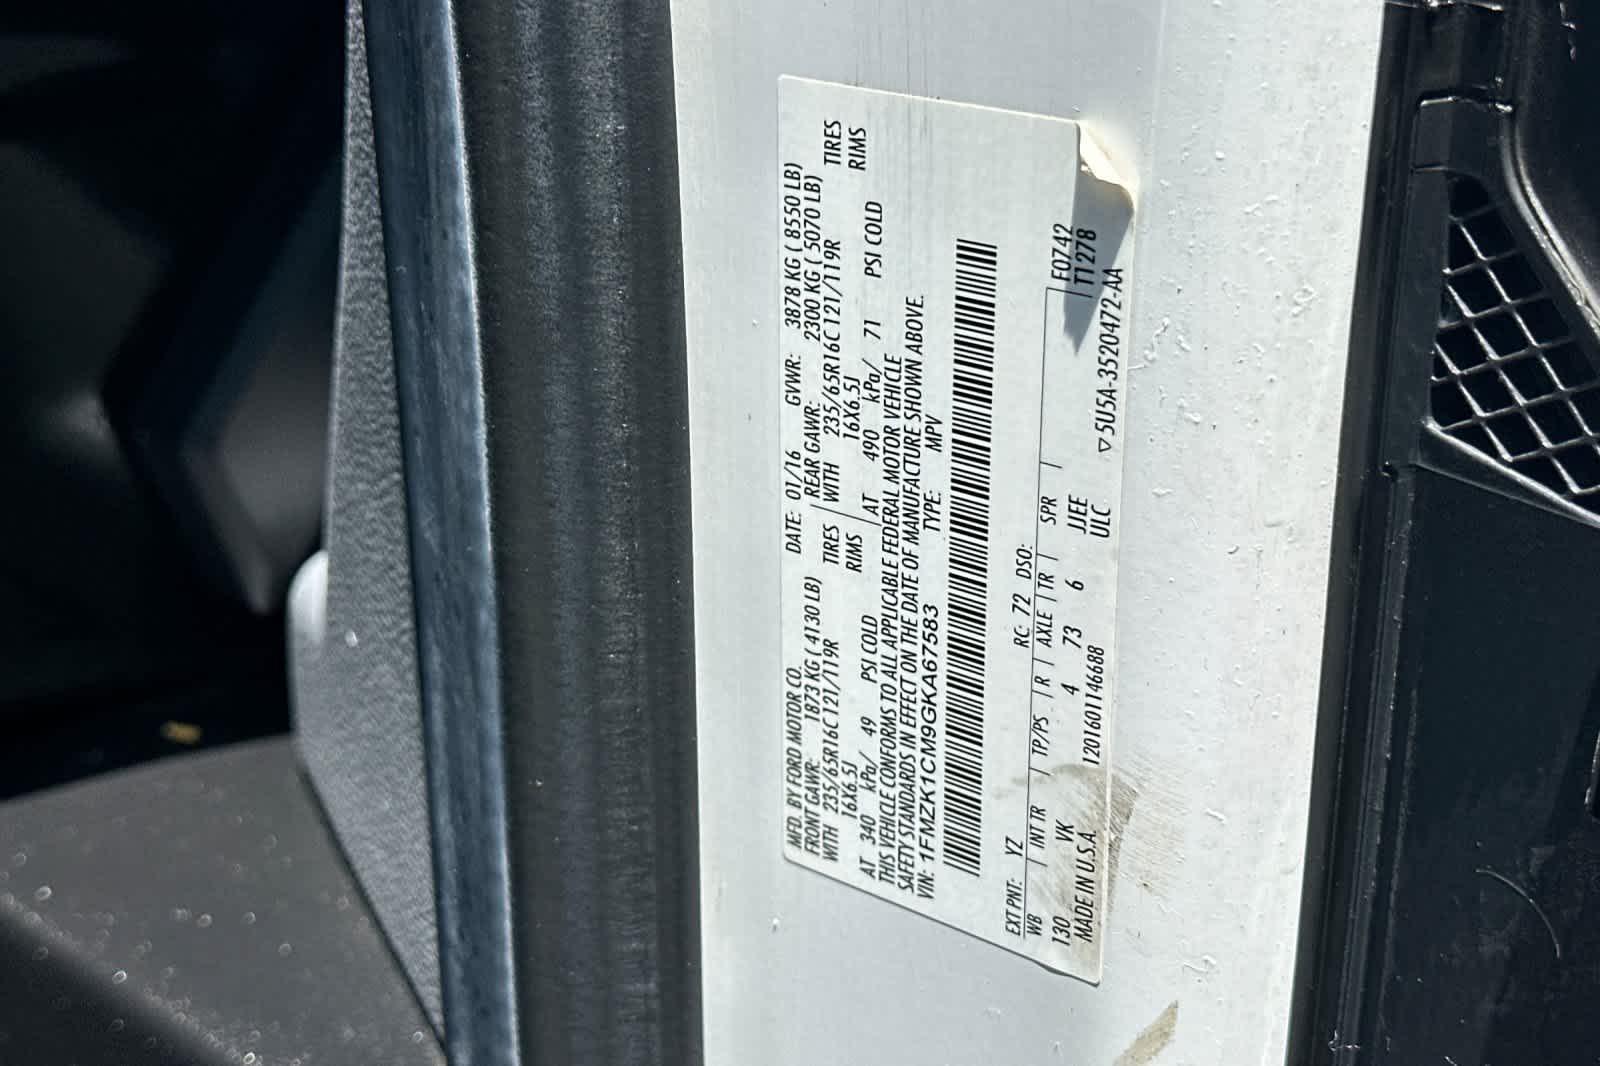 MFD. BY FORD MOTOR CO. DATE: 01/16 GVWR: 3878 KG ( 8550 LB)
FRONT GAWR: 1873 KG ( 4130 LB) REAR GAWR: 2300 KG ( 5070 LB)
WITH 235/65R16C 121/119R TIRES WITH 235/65R16C 121/119R TIRES
16X6.5J RIMS 16X6.5J RIMS
AT 340 kPa/ 49 PSI COLD AT 490 kPa/ 71 PSI COLD
THIS VEHICLE CONFORMS TO ALL APPLICABLE FEDERAL MOTOR VEHICLE
SAFETY STANDARDS IN EFFECT ON THE DATE OF MANUFACTURE SHOWN ABOVE.
VIN: 1FMZK1CM9GKA67583 TYPE: MPV
EXT PNT: YZ RC: 72 DSO: F0742
WB INT TR TP/PS R AXLE TR SPR T1278
130 VK 4 73 6 JJEE
MADE IN U.S.A. 120160114668B ULC
▽5U5A-3520472-AA